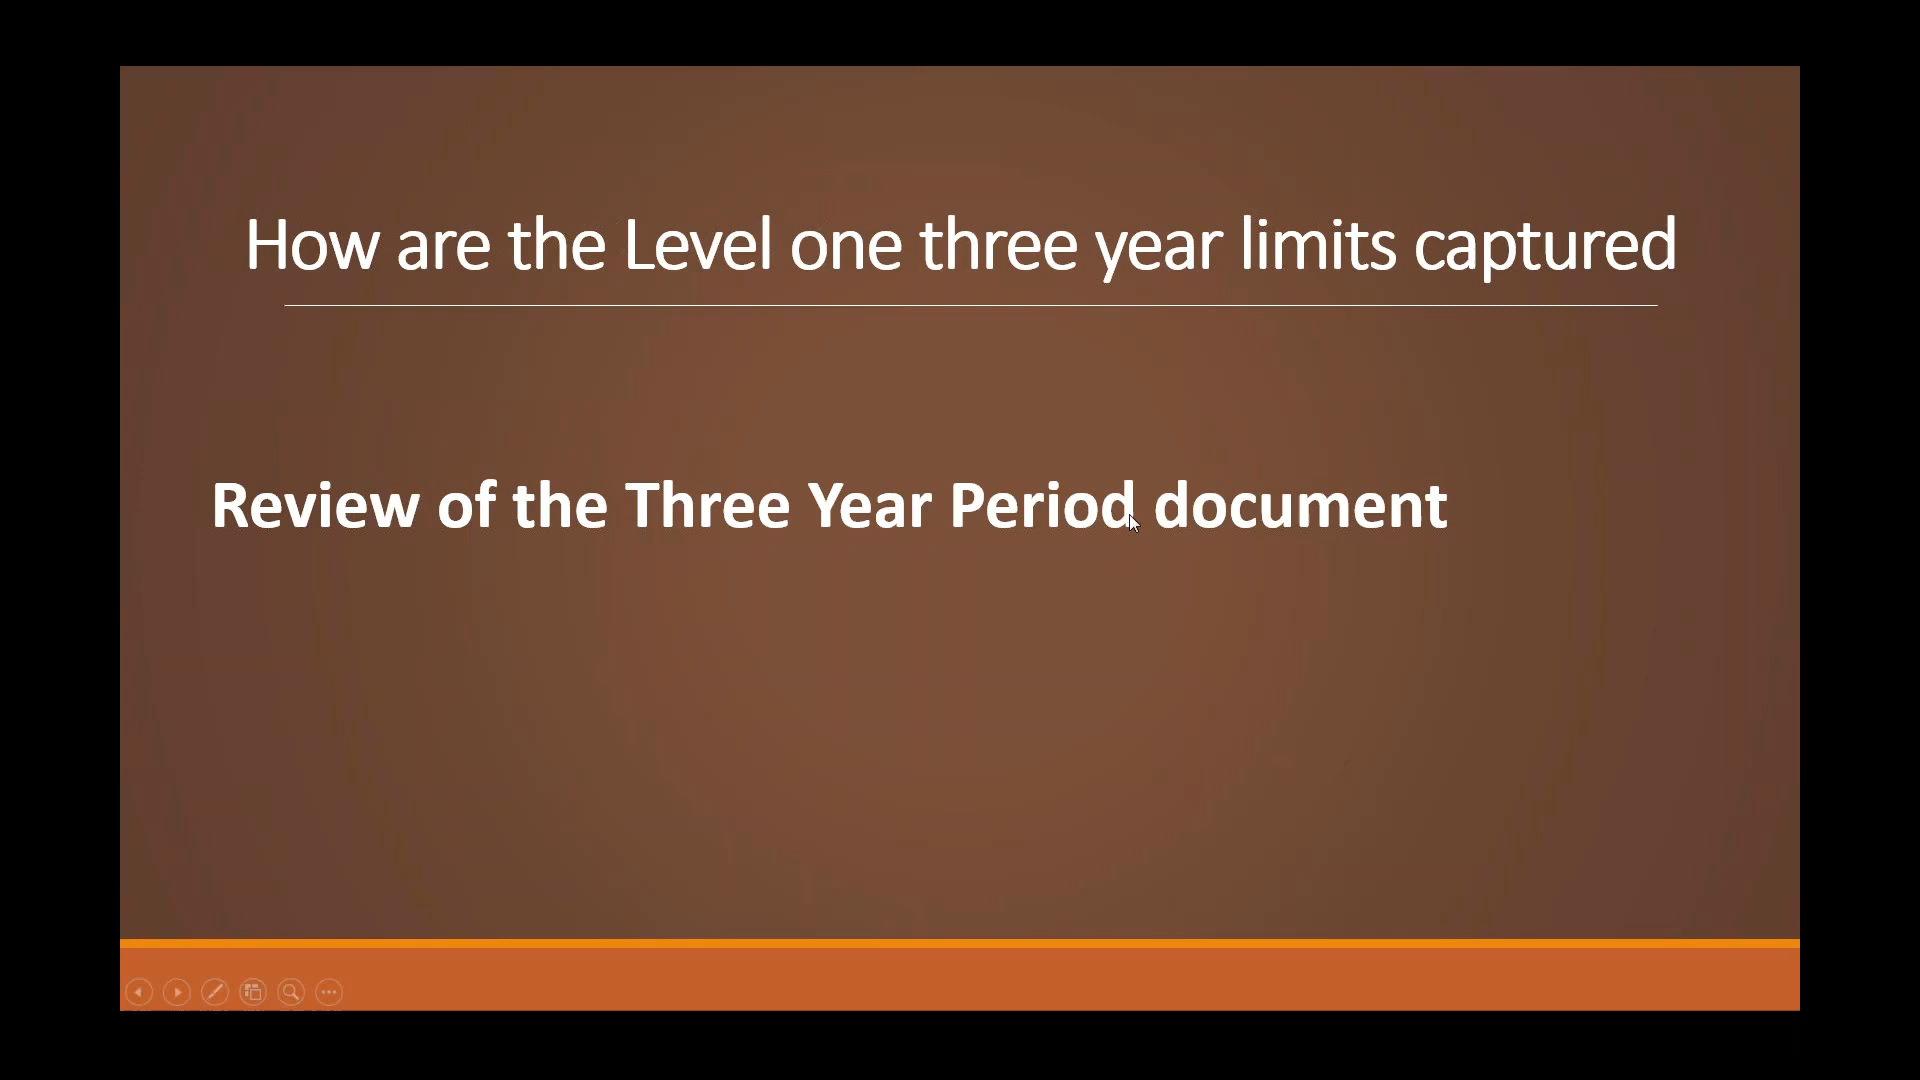 How are the Level one three year limits captured
Review of the Three Year Period document